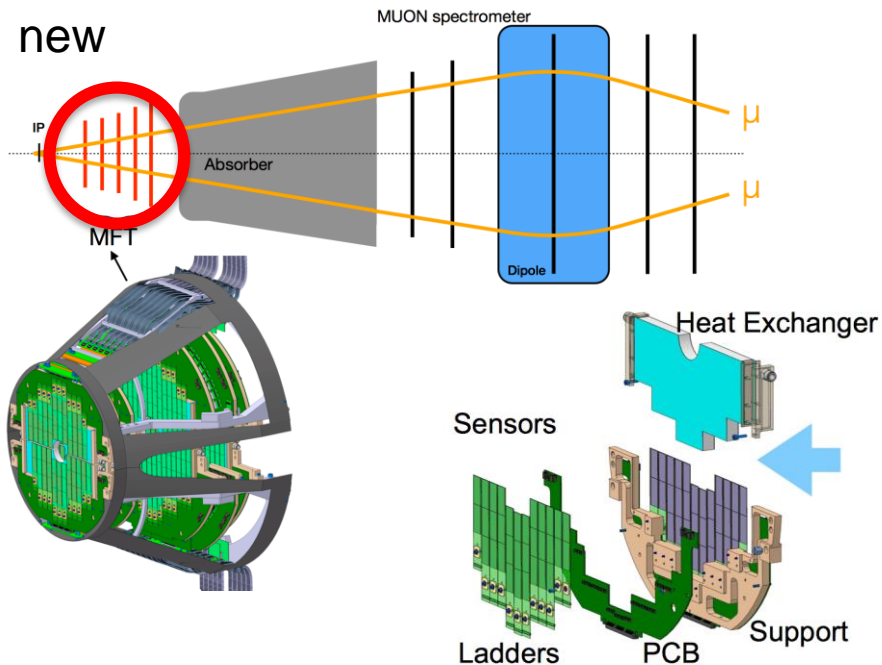 new
MUON spectrometer
IP
μ
Absorber
μ
MFT
Dipole
Heat Exchanger
Sensors
Support
Ladders
PCB